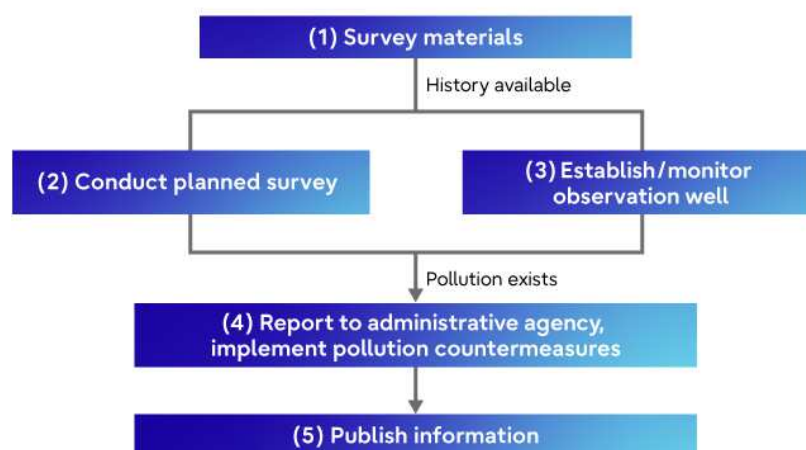 (1) Survey materials
History available
(2) Conduct planned survey
(3) Establish/monitor
observation well
Pollution exists
(4) Report to administrative agency,
implement pollution countermeasures
(5) Publish information